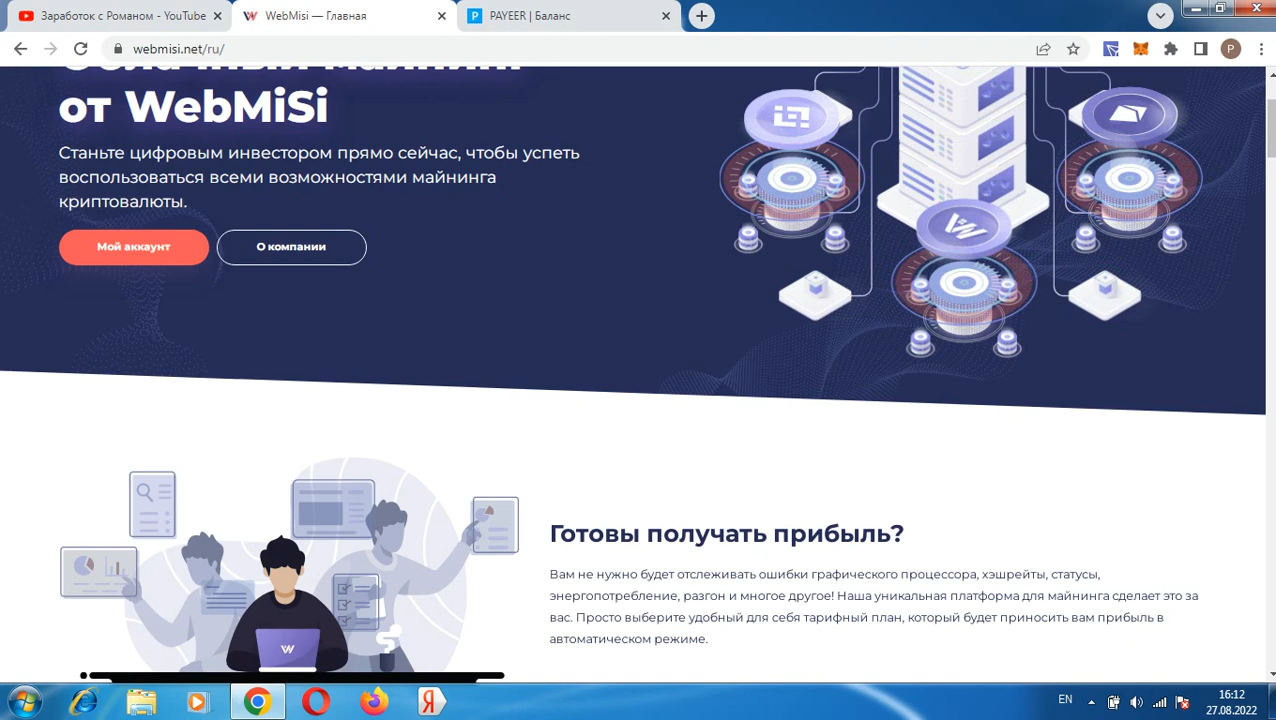 Заработок с Романом - YouTube
WebMiSi — Главная
PAYEER | Баланс
webmisi.net/ru/
P
от WebMiSi
Станьте цифровым инвестором прямо сейчас, чтобы успеть
воспользоваться всеми возможностями майнинга
криптовалюты.
Мой аккаунт
О компании
Готовы получать прибыль?
Вам не нужно будет отслеживать ошибки графического процессора, хэшрейты, статусы,
энергопотребление, разгон и многое другое! Наша уникальная платформа для майнинга сделает это за
вас. Просто выберите удобный для себя тарифный план, который будет приносить вам прибыль в
автоматическом режиме.
EN
16:12
27.08.2022